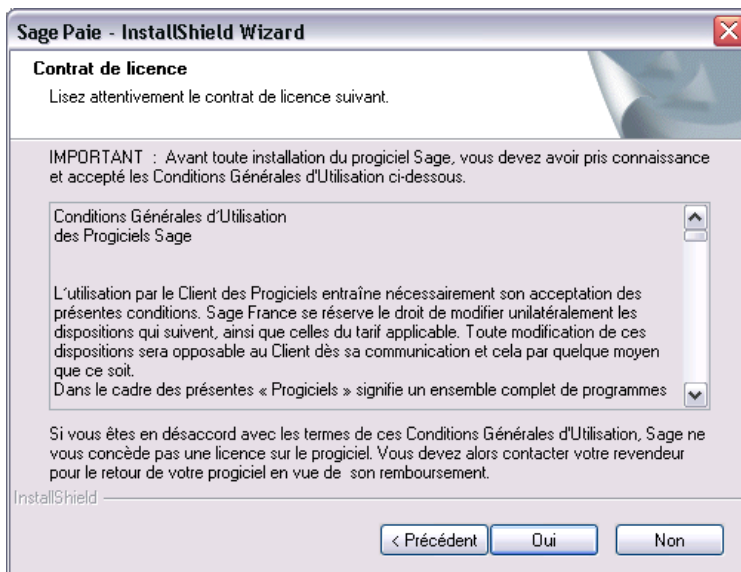 Sage Paie - InstallShield Wizard
Contrat de licence
Lisez attentivement le contrat de licence suivant.
IMPORTANT : Avant toute installation du progiciel Sage, vous devez avoir pris connaissance
et accepté les Conditions Générales d'Utilisation ci-dessous.
Conditions Générales d'Utilisation
des Progiciels Sage
L'utilisation par le Client des Progiciels entraîne nécessairement son acceptation des
présentes conditions. Sage France se réserve le droit de modifier unilatéralement les
dispositions qui suivent, ainsi que celles du tarif applicable. Toute modification de ces
dispositions sera opposable au Client dès sa communication et cela par quelque moyen
que ce soit.
Dans le cadre des présentes « Progiciels » signifie un ensemble complet de programmes
Si vous êtes en désaccord avec les termes de ces Conditions Générales d'Utilisation, Sage ne
vous concède pas une licence sur le progiciel. Vous devez alors contacter votre revendeur
pour le retour de votre progiciel en vue de son remboursement.
InstallShield
< Précédent Oui Non